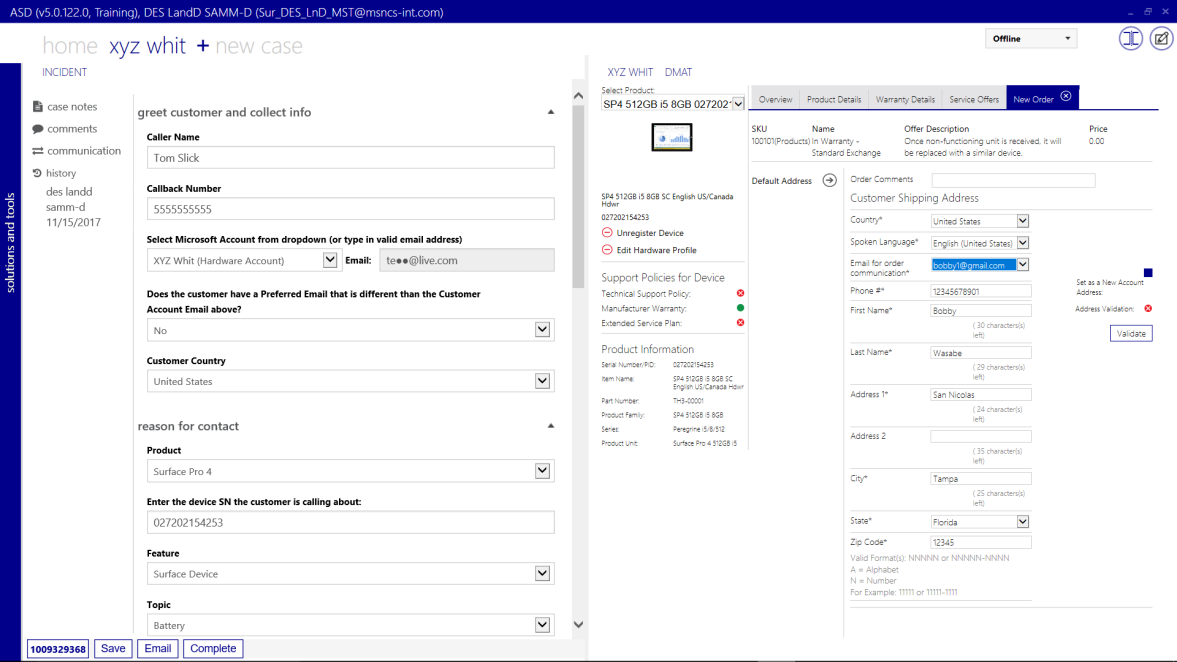 ASD (v5.0.122.0, Training), DES LandD SAMM-D (Sur_DES_LnD_MST@msncs-int.com)
home xyz whit + new case
Offline
INCIDENT
solutions and tools
case notes
comments
communication
history
des landd
samm-d
11/15/2017
greet customer and collect info
Caller Name
Tom Slick
Callback Number
5555555555
Select Microsoft Account from dropdown (or type in valid email address)
XYZ Whit (Hardware Account) Email: te●●@live.com
Does the customer have a Preferred Email that is different than the Customer
Account Email above?
No
Customer Country
United States
reason for contact
Product
Surface Pro 4
Enter the device SN the customer is calling about:
027202154253
Feature
Surface Device
Topic
Battery
1009329368 Save Email Complete
XYZ WHIT DMAT
Select Product:
SP4 512GB i5 8GB 027202
SP4 512GB i5 8GB SC English US/Canada
Hdwr
027202154253
Unregister Device
Edit Hardware Profile
Support Policies for Device
Technical Support Policy:
Manufacturer Warranty:
Extended Service Plan:
Product Information
Serial Number/PID: 027202154253
Item Name: SP4 512GB i5 8GB SC
English US/Canada Hdwr
Part Number: TH3-00001
Product Family: SP4 512GB i5 8GB
Series: Peregrine i5/8/512
Product Unit: Surface Pro 4 512GB i5
Overview Product Details Warranty Details Service Offers New Order
SKU Name Offer Description Price
100101(Products) In Warranty - Once non-functioning unit is received, it will 0.00
Standard Exchange be replaced with a similar device.
Default Address
Order Comments
Customer Shipping Address
Country* United States
Spoken Language* English (United States)
Email for order
communication* bobby1@gmail.com
Phone #* 12345678901
First Name* Bobby
( 30 characters(s)
left)
Last Name* Wasabe
( 29 characters(s)
left)
Address 1* San Nicolas
( 24 character(s)
left)
Address 2
( 35 character(s)
left)
City* Tampa
( 25 characters(s)
left)
State* Florida
Zip Code* 12345
Valid Format(s): NNNNN or NNNNN-NNNN
A = Alphabet
N = Number
For Example: 11111 or 11111-1111
Set as a New Account
Address:
Address Validation:
Validate